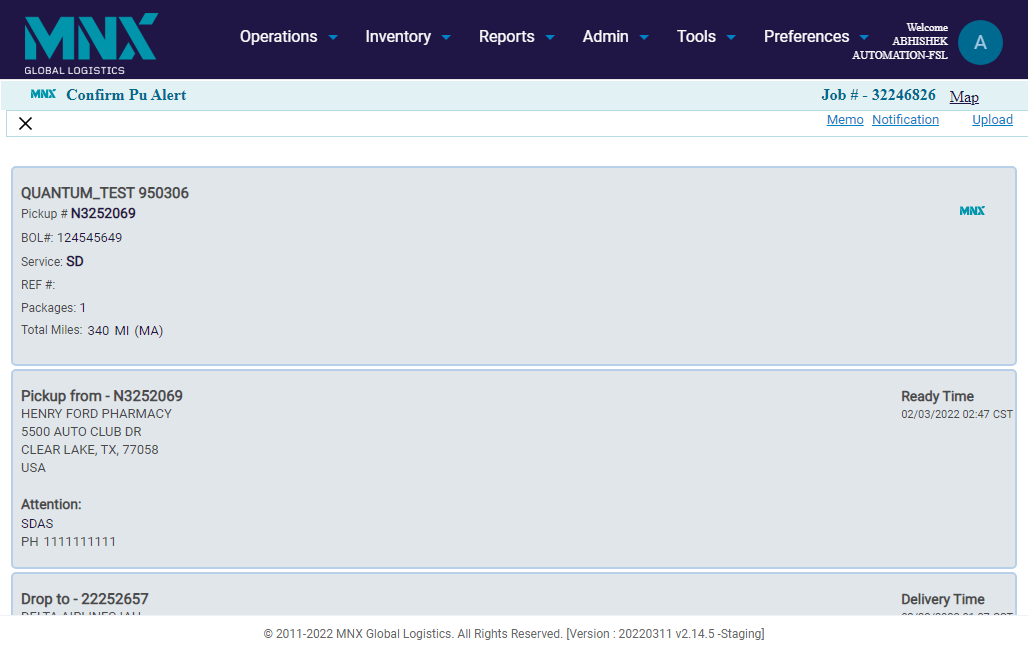 MNX
GLOBAL LOGISTICS
Operations Inventory Reports Admin Tools Preferences
Welcome
ABHISHEK
AUTOMATION-FSL
A
MNX Confirm Pu Alert Job # - 32246826 Map
Memo Notification Upload
QUANTUM_TEST 950306
Pickup # N3252069
MNX
BOL#: 124545649
Service: SD
REF #:
Packages: 1
Total Miles: 340 MI (MA)
Pickup from - N3252069 Ready Time
HENRY FORD PHARMACY 02/03/2022 02:47 CST
5500 AUTO CLUB DR
CLEAR LAKE, TX, 77058
USA
Attention:
SDAS
PH 1111111111
Drop to - 22252657 Delivery Time
© 2011-2022 MNX Global Logistics. All Rights Reserved. [Version : 20220311 v2.14.5 -Staging]